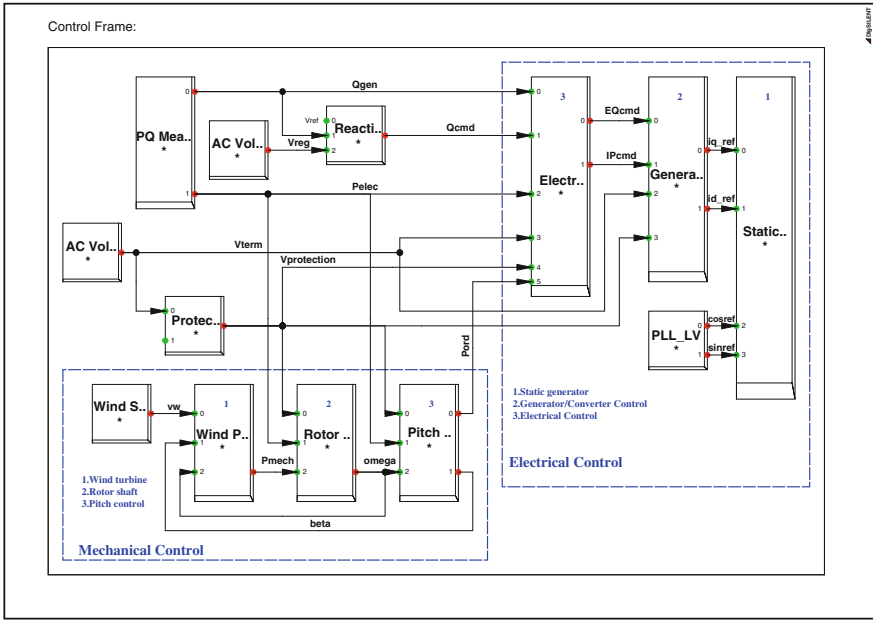 Control Frame:
DIgSILENT
PQ Mea..
*
0
1
Qgen
AC Vol..
*
Vreg
Vref
0
1
2
Reacti..
*
Qcmd
Pelec
AC Vol..
*
Vterm
Vprotection
0
1
Protec..
*
3
0
1
2
3
4
5
Electr..
*
0
1
EQcmd
IPcmd
2
0
1
2
3
Genera..
*
0
1
iq_ref
id_ref
1
0
1
Static..
*
2
3
PLL_LV
*
0
1
cosref
sinref
Pord
1.Static generator
2.Generator/Converter Control
3.Electrical Control
Electrical Control
Wind S..
*
vw
1
0
1
2
Wind P..
*
Pmech
2
0
1
2
Rotor ..
*
omega
3
0
1
2
Pitch ..
*
0
1
beta
1.Wind turbine
2.Rotor shaft
3.Pitch control
Mechanical Control